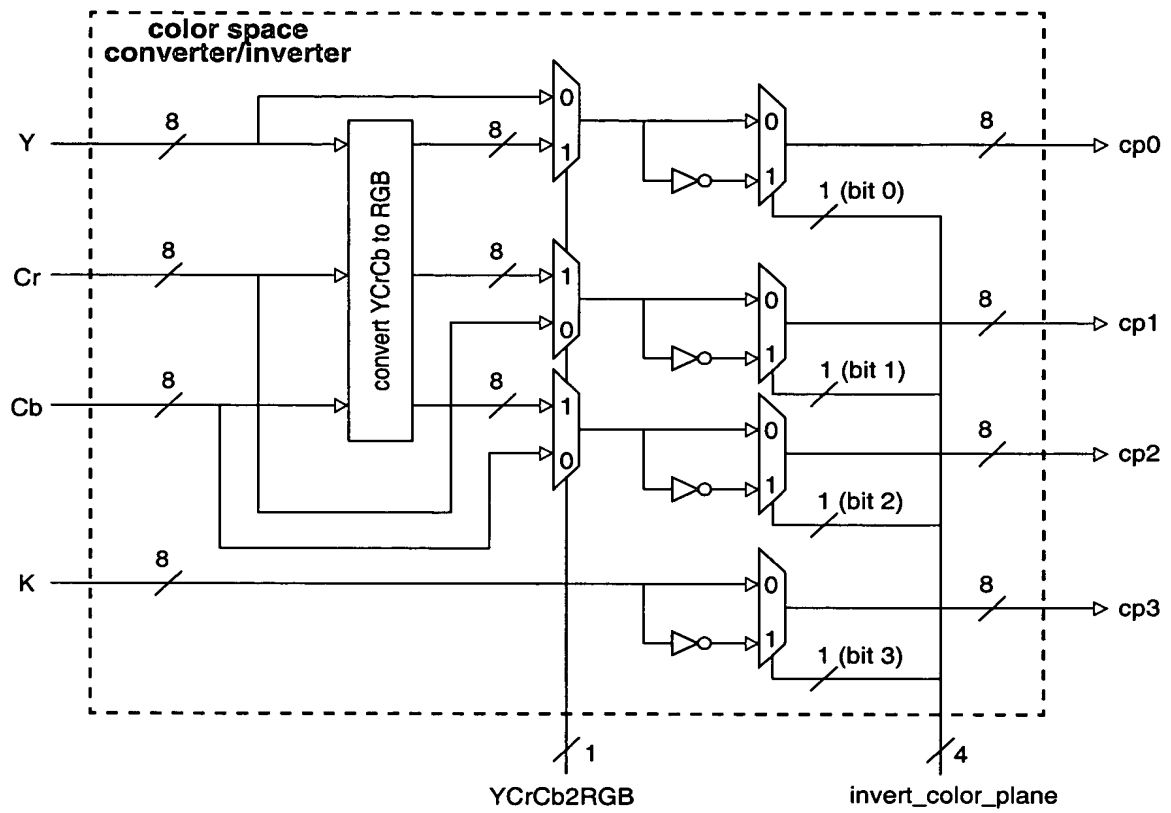 color space
converter/inverter
0
8
8
8
0
Y
cp0
1
1
1 (bit 0)
convert YCrCb to RGB
8
8
Cr
1
0
8
cp1
0
1
1 (bit 1)
8
8
Cb
1
0
8
cp2
0
1
1 (bit 2)
8
K
0
8
cp3
1
1 (bit 3)
1
4
YCrCb2RGB
invert_color_plane